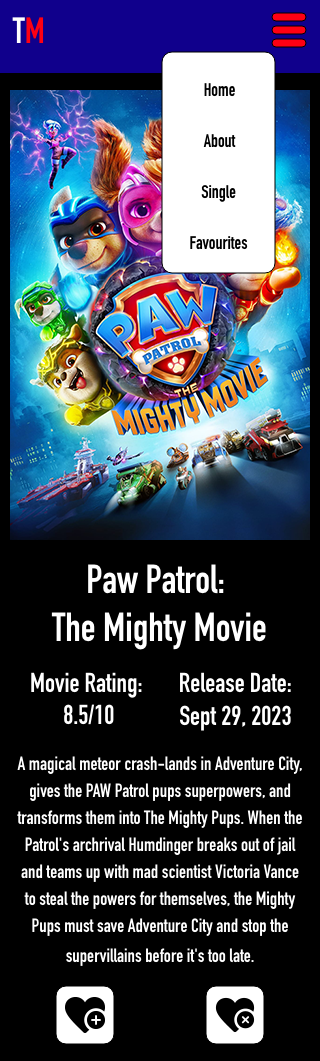 TM
Home
About
Single
Favourites
PAW
PATROL
THE
MIGHTY MOVIE
Paw Patrol:
The Mighty Movie
Movie Rating:
8.5/10
Release Date:
Sept 29, 2023
A magical meteor crash-lands in Adventure City,
gives the PAW Patrol pups superpowers, and
transforms them into The Mighty Pups. When the
Patrol's archrival Humdinger breaks out of jail
and teams up with mad scientist Victoria Vance
to steal the powers for themselves, the Mighty
Pups must save Adventure City and stop the
supervillains before it's too late.